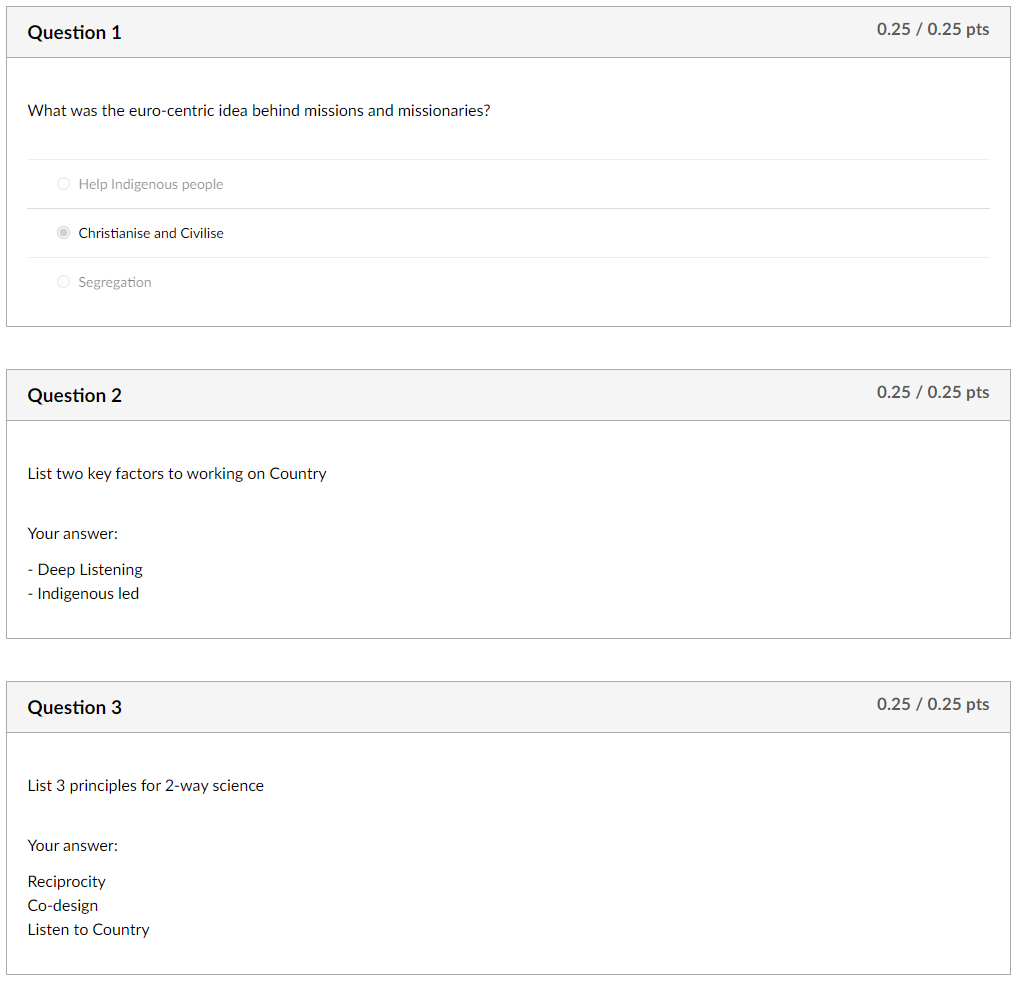 Question 1
0.25 / 0.25 pts
What was the euro-centric idea behind missions and missionaries?
Help Indigenous people
Christianise and Civilise
Segregation
Question 2
0.25 / 0.25 pts
List two key factors to working on Country
Your answer:
- Deep Listening
- Indigenous led
Question 3
0.25 / 0.25 pts
List 3 principles for 2-way science
Your answer:
Reciprocity
Co-design
Listen to Country